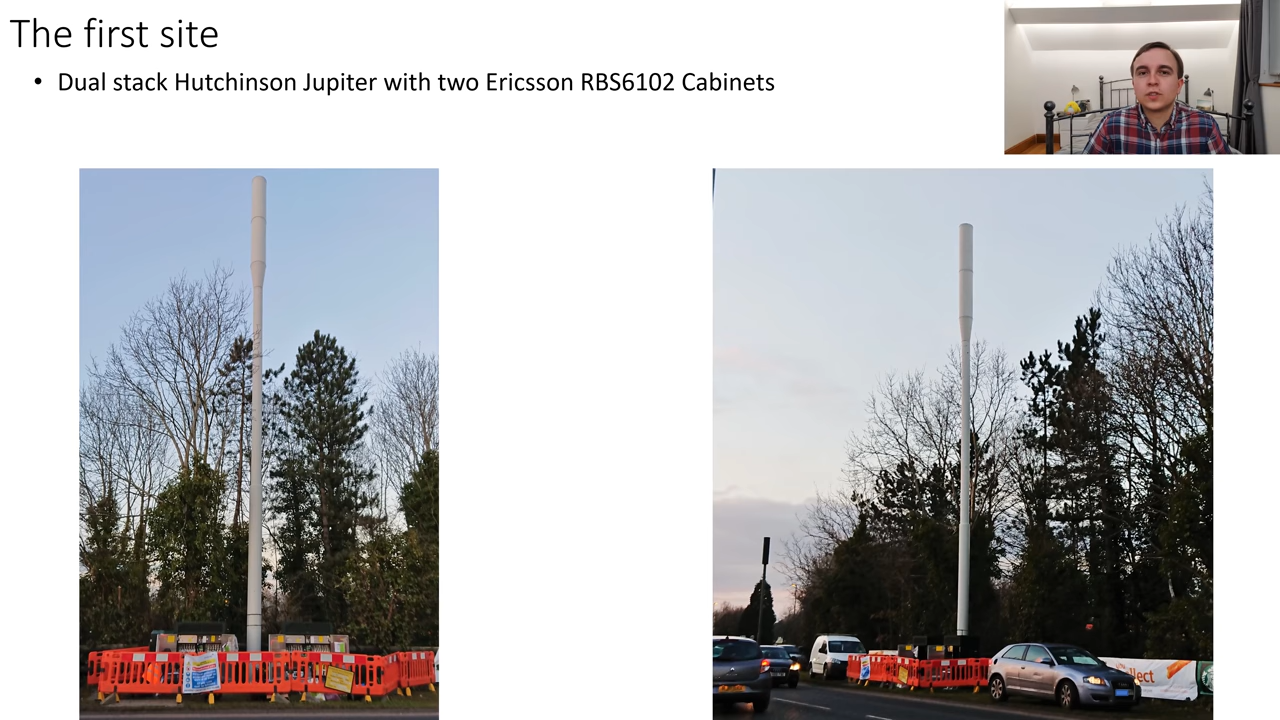 The first site
• Dual stack Hutchinson Jupiter with two Ericsson RBS6102 Cabinets